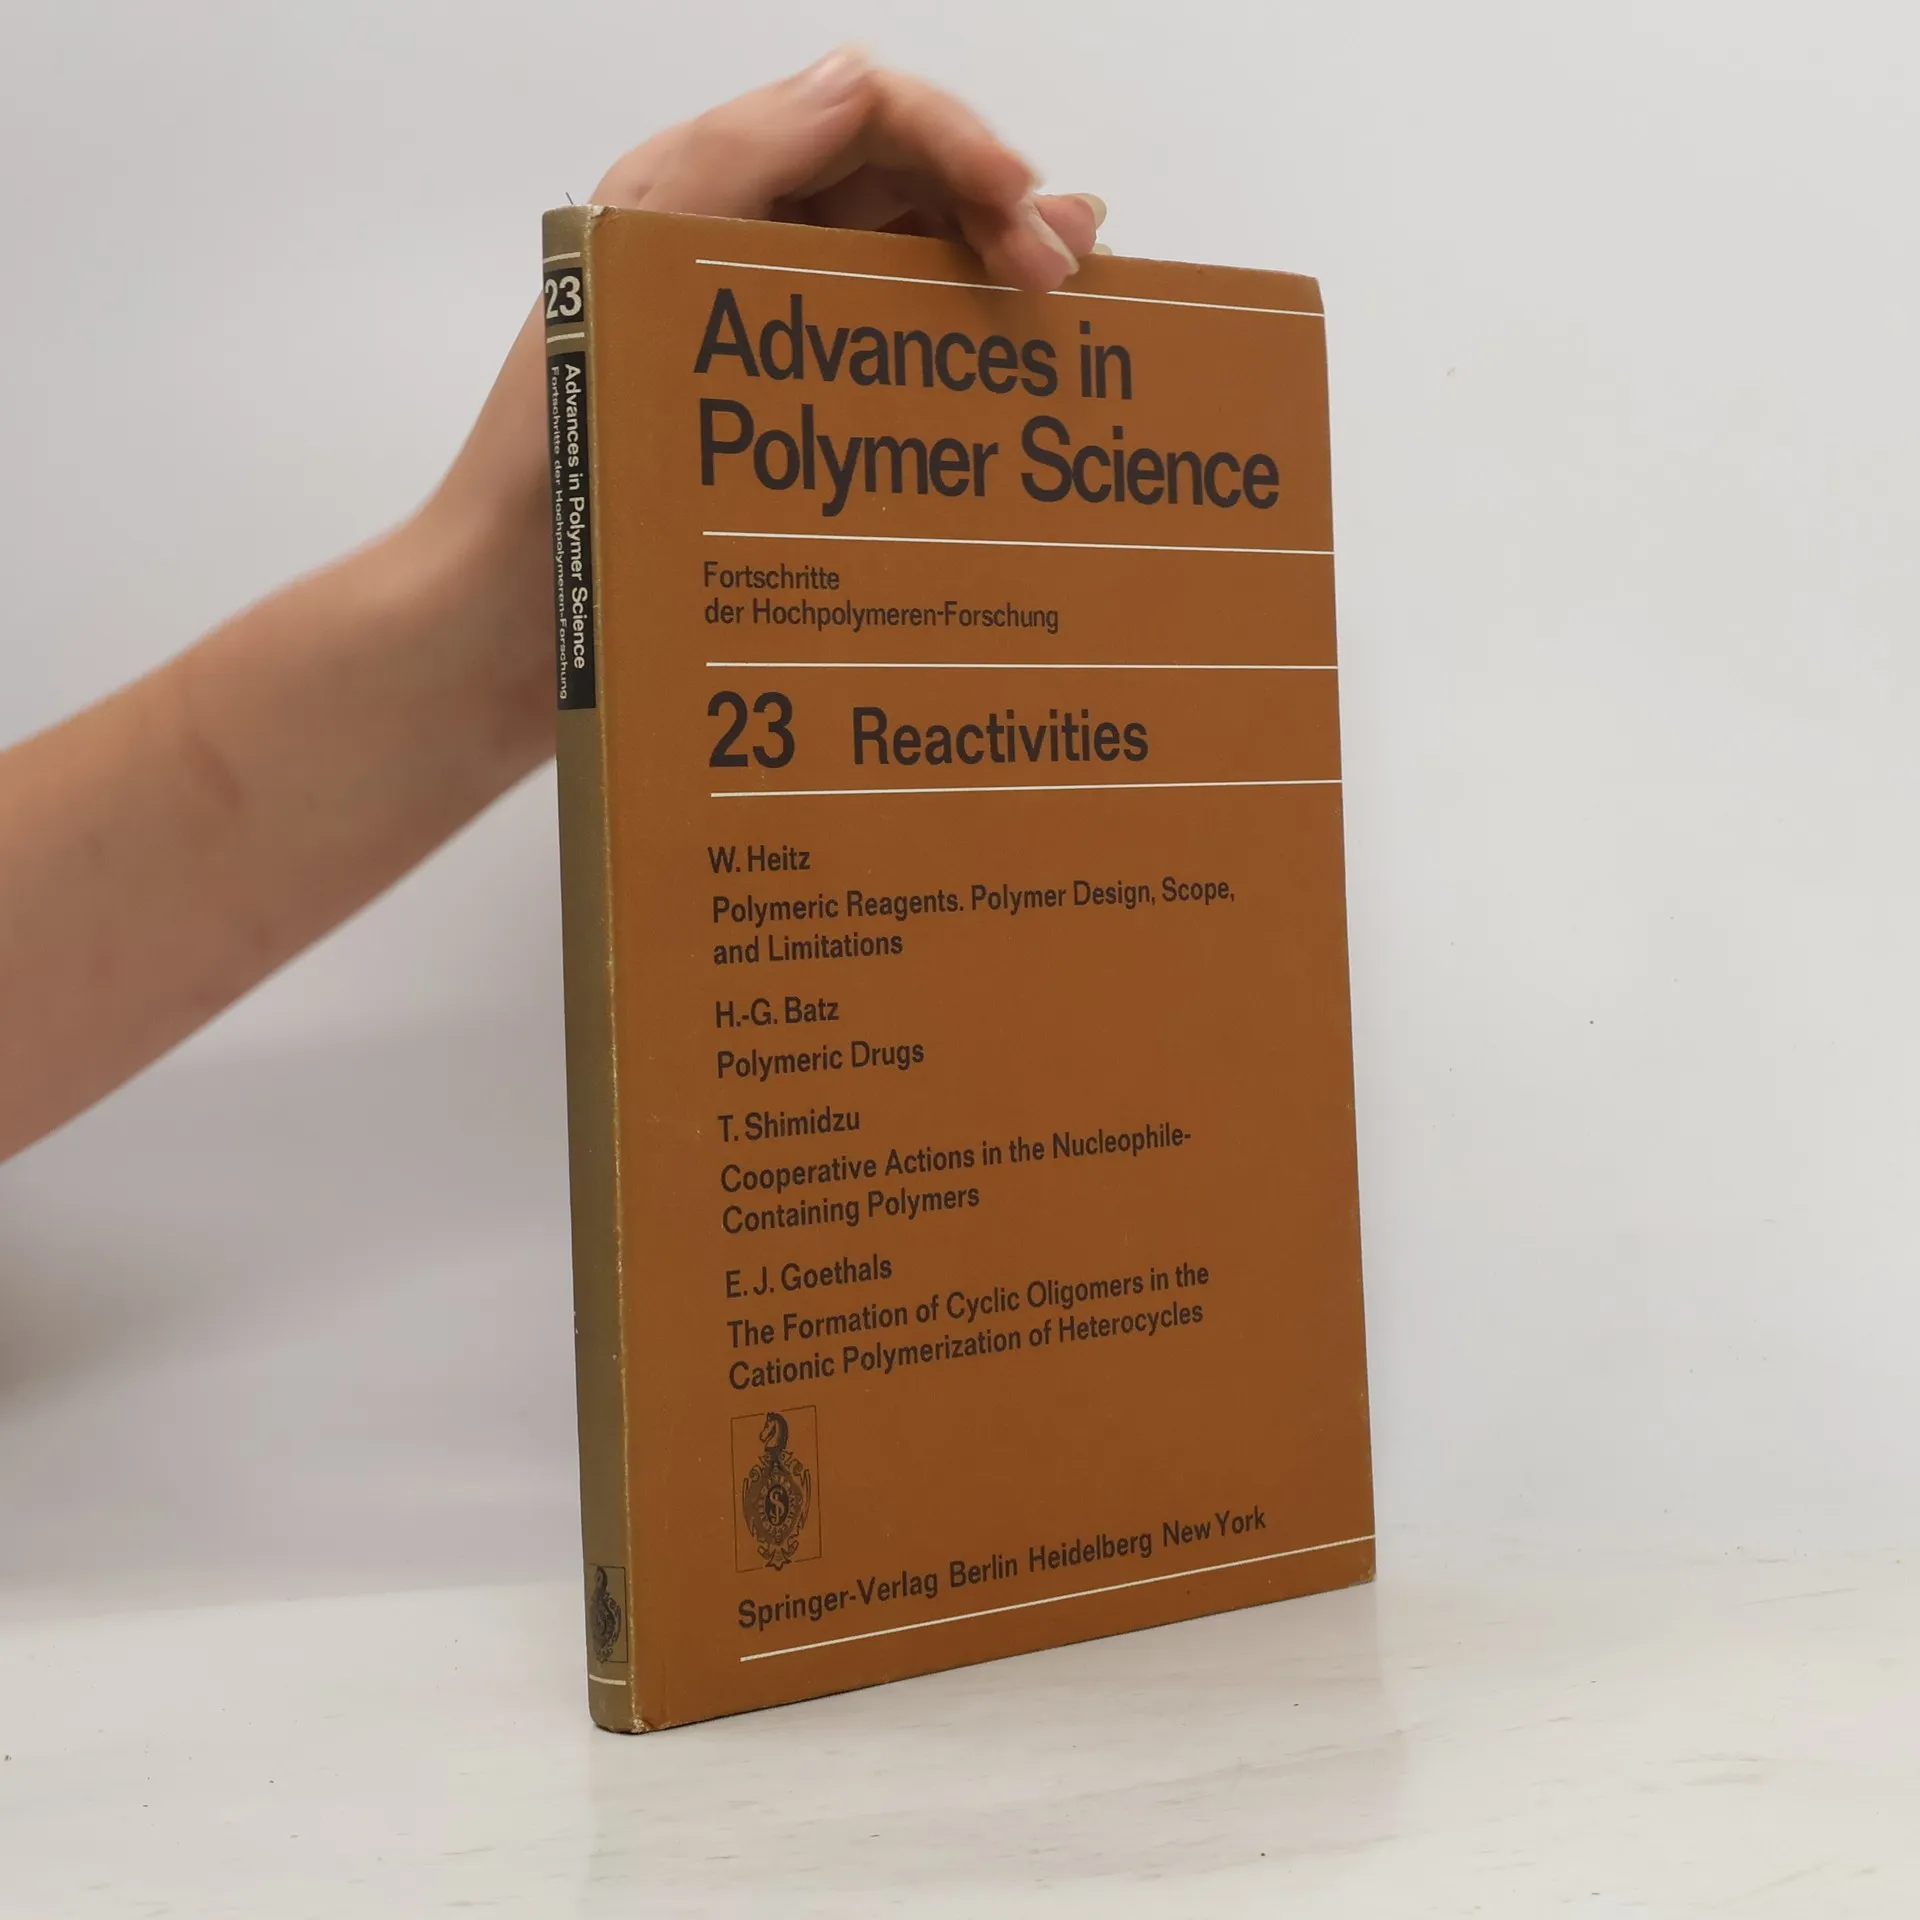 23
Advances in Polymer Science
Fortschritte der Hochpolymeren-Forschung
Advances in
Polymer Science
Fortschritte
der Hochpolymeren-Forschung
23 Reactivities
W. Heitz
Polymeric Reagents. Polymer Design, Scope,
and Limitations
H.-G. Batz
Polymeric Drugs
T. Shimidzu
Cooperative Actions in the Nucleophile-
Containing Polymers
E. J. Goethals
The Formation of Cyclic Oligomers in the
Cationic Polymerization of Heterocycles
Springer-Verlag Berlin Heidelberg New York